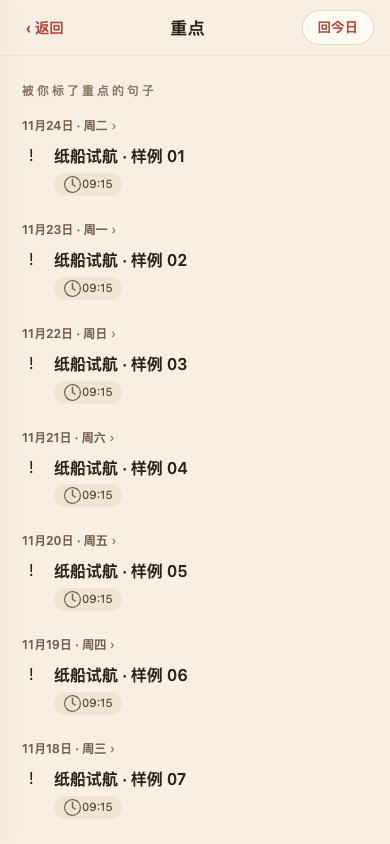 ‹ 返回
重点
回今日
被你标了重点的句子
11月24日 · 周二 ›
! 纸船试航 · 样例 01
09:15
11月23日 · 周一 ›
! 纸船试航 · 样例 02
09:15
11月22日 · 周日 ›
! 纸船试航 · 样例 03
09:15
11月21日 · 周六 ›
! 纸船试航 · 样例 04
09:15
11月20日 · 周五 ›
! 纸船试航 · 样例 05
09:15
11月19日 · 周四 ›
! 纸船试航 · 样例 06
09:15
11月18日 · 周三 ›
! 纸船试航 · 样例 07
09:15